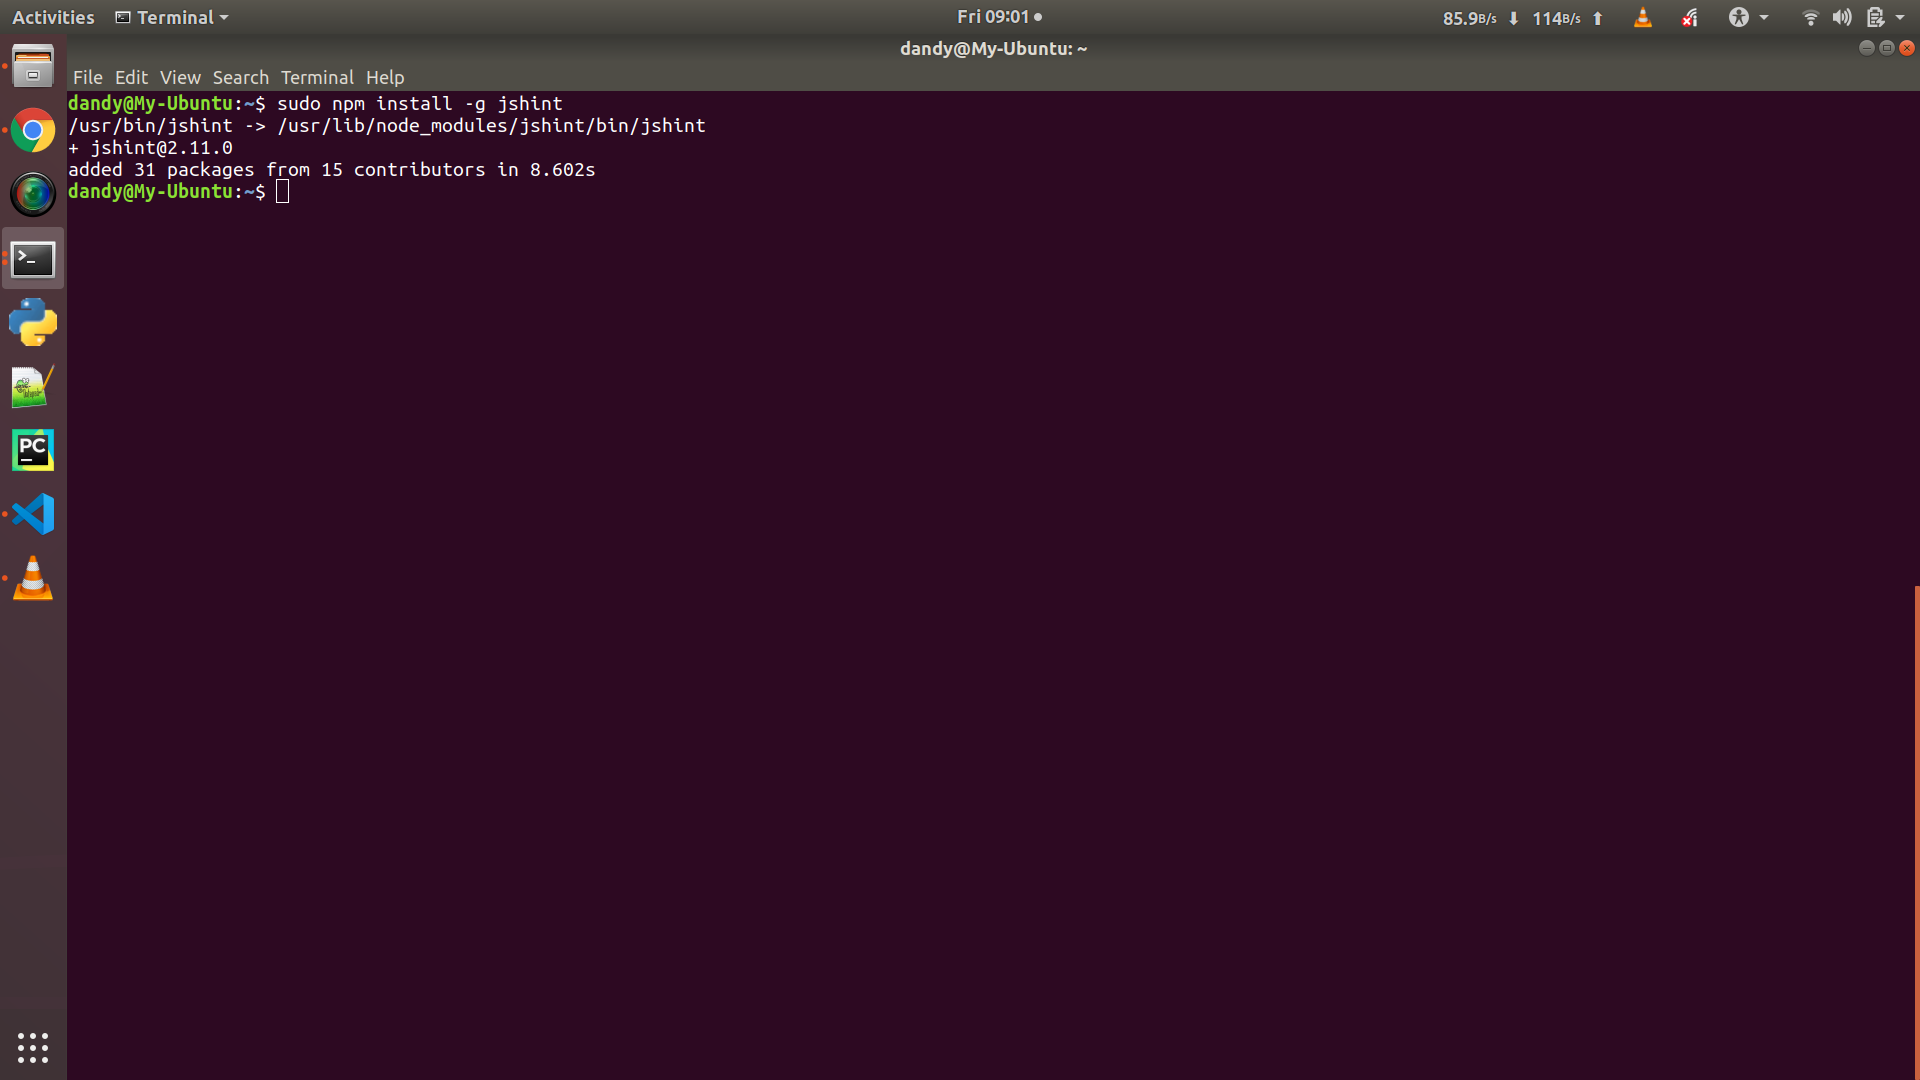 Activities Terminal Fri 09:01 85.9B/s 114B/s
dandy@My-Ubuntu: ~
File Edit View Search Terminal Help
dandy@My-Ubuntu:~$ sudo npm install -g jshint
/usr/bin/jshint -> /usr/lib/node_modules/jshint/bin/jshint
+ jshint@2.11.0
added 31 packages from 15 contributors in 8.602s
dandy@My-Ubuntu:~$
>_
PC